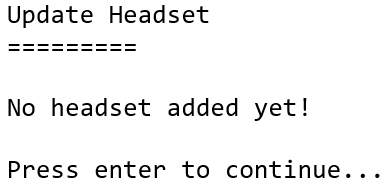 Update Headset
=========
No headset added yet!
Press enter to continue...